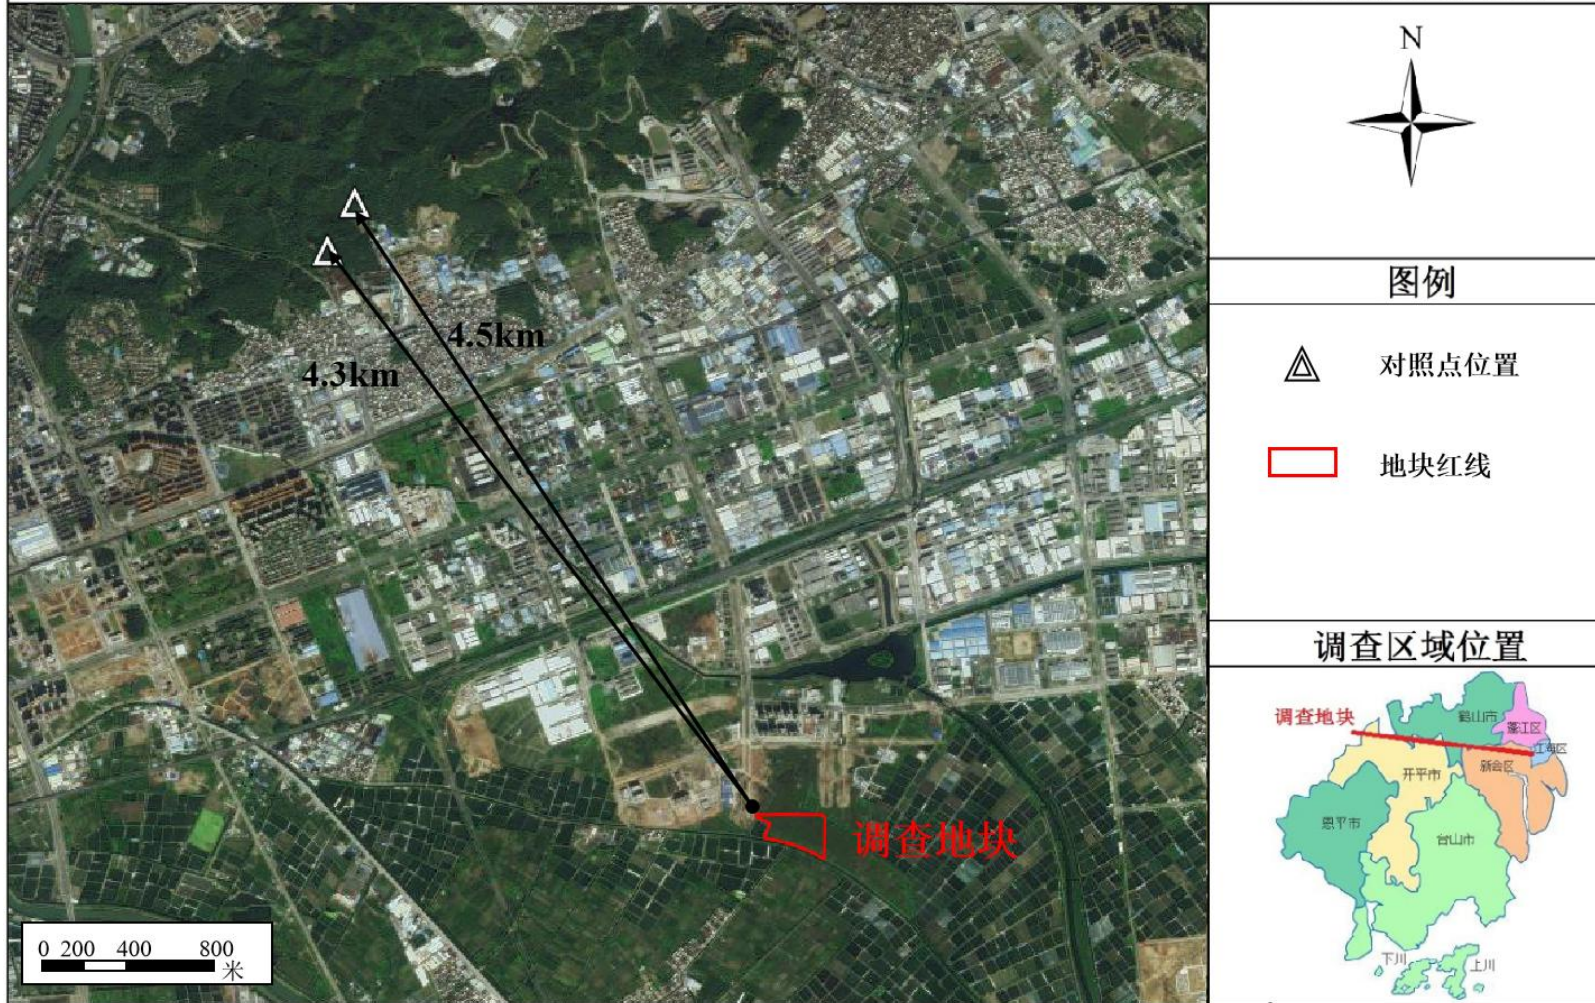 N
图例
对照点位置
地块红线
调查区域位置
调查地块
鹤山市
蓬江区
江海区
新会区
开平市
恩平市
台山市
下川
上川
4.5km
4.3km
调查地块
0 200 400 800
米